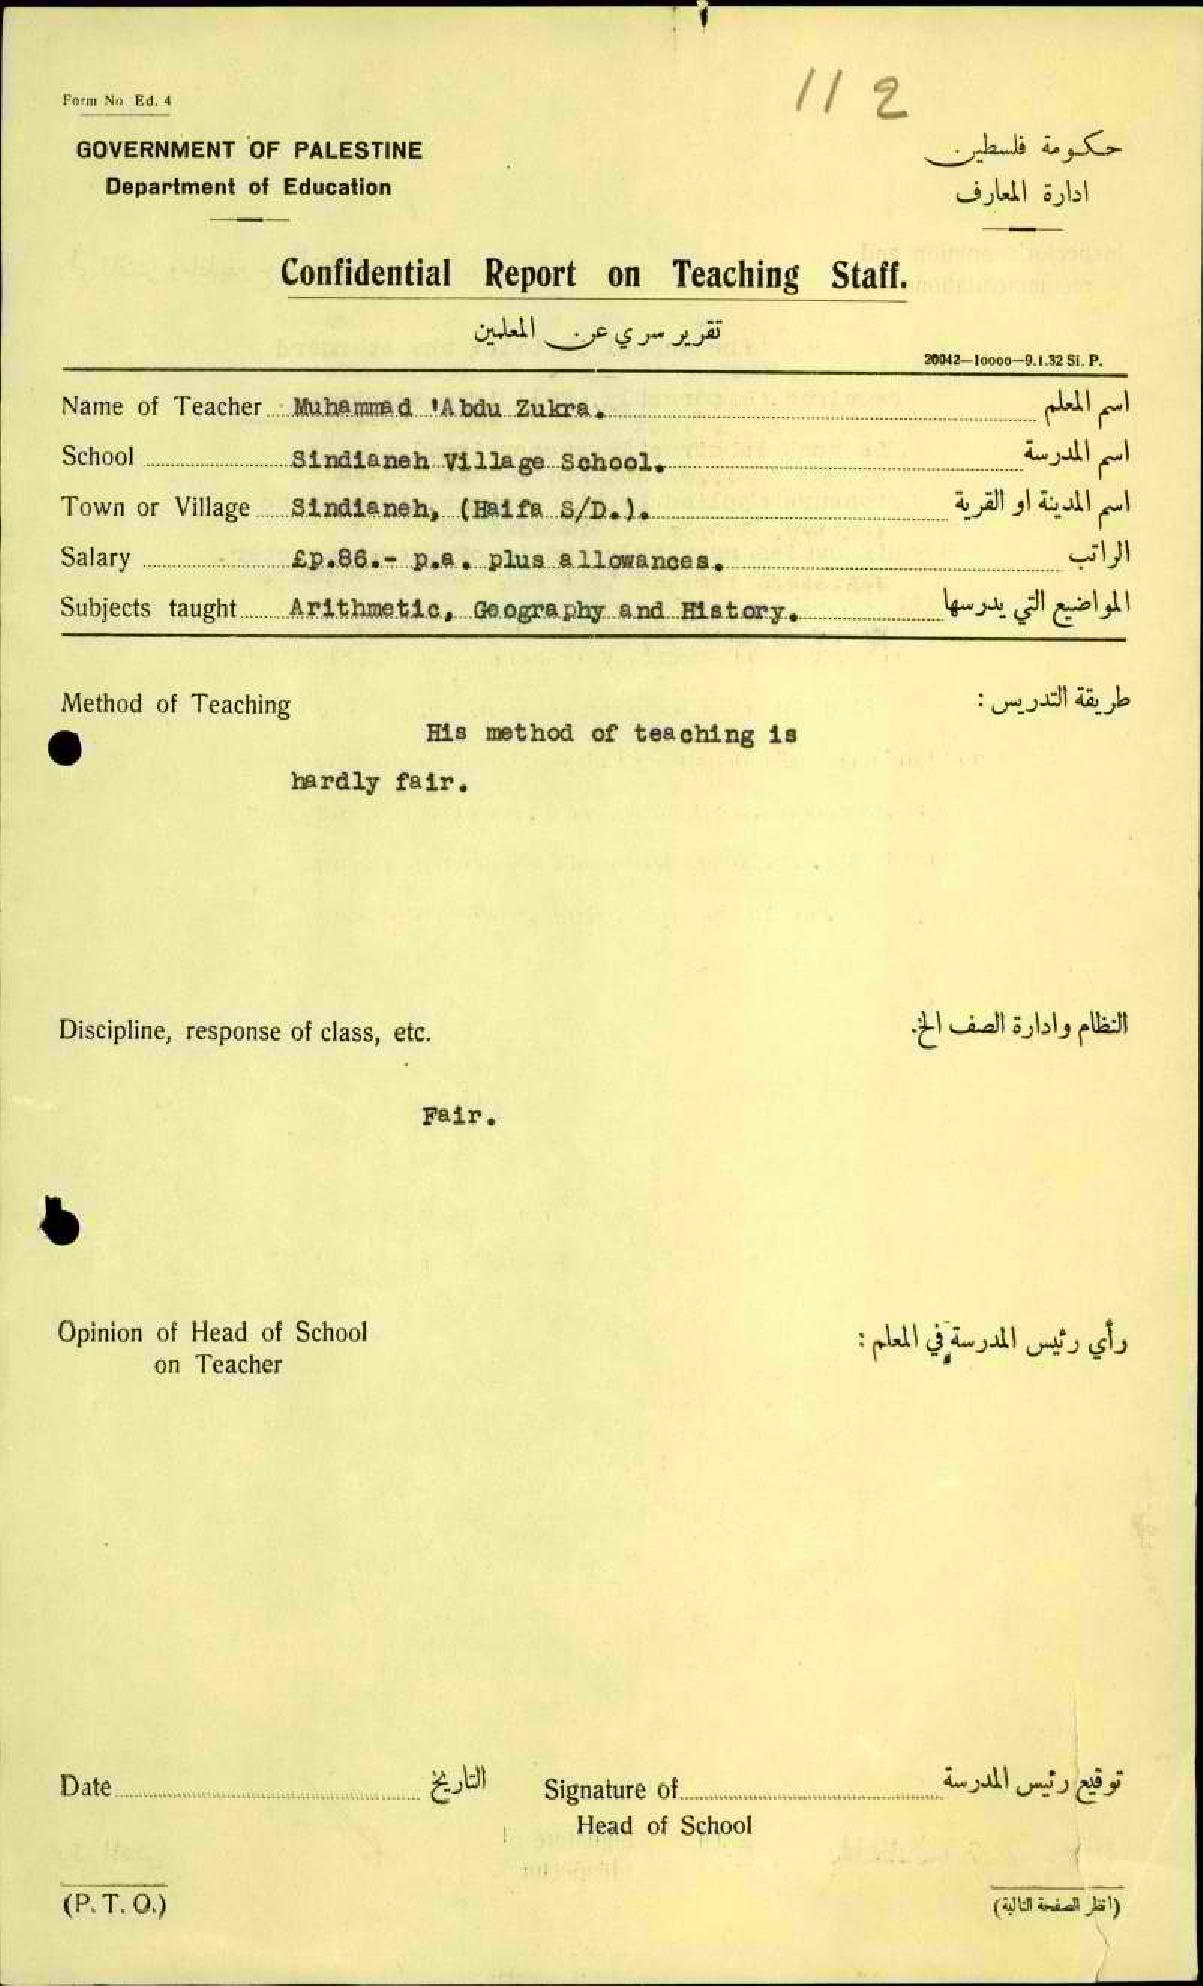 112
Form No Ed. 4
GOVERNMENT OF PALESTINE
حكومة فلسطين
Department of Education
ادارة المعارف
Confidential Report on Teaching Staff.
تقرير سري عن المعلمين
20042—10000—9.1.32 Si. P.
Name of Teacher Muhammad 'Abdu Zukra. اسم المعلم
School Sindianeh Village School. اسم المدرسة
Town or Village Sindianeh, (Haifa S/D.). اسم المدينة او القرية
Salary £p.86.- p.a. plus allowances. الراتب
Subjects taught Arithmetic, Geography and History. المواضيع التي يدرسها
Method of Teaching طريقة التدريس :
His method of teaching is
hardly fair.
Discipline, response of class, etc. النظام وادارة الصف الخ.
Fair.
Opinion of Head of School رأي رئيس المدرسة في المعلم :
on Teacher
Date التاريخ Signature of توقيع رئيس المدرسة
Head of School
(P. T. O.) (انظر الصفحة التالية)